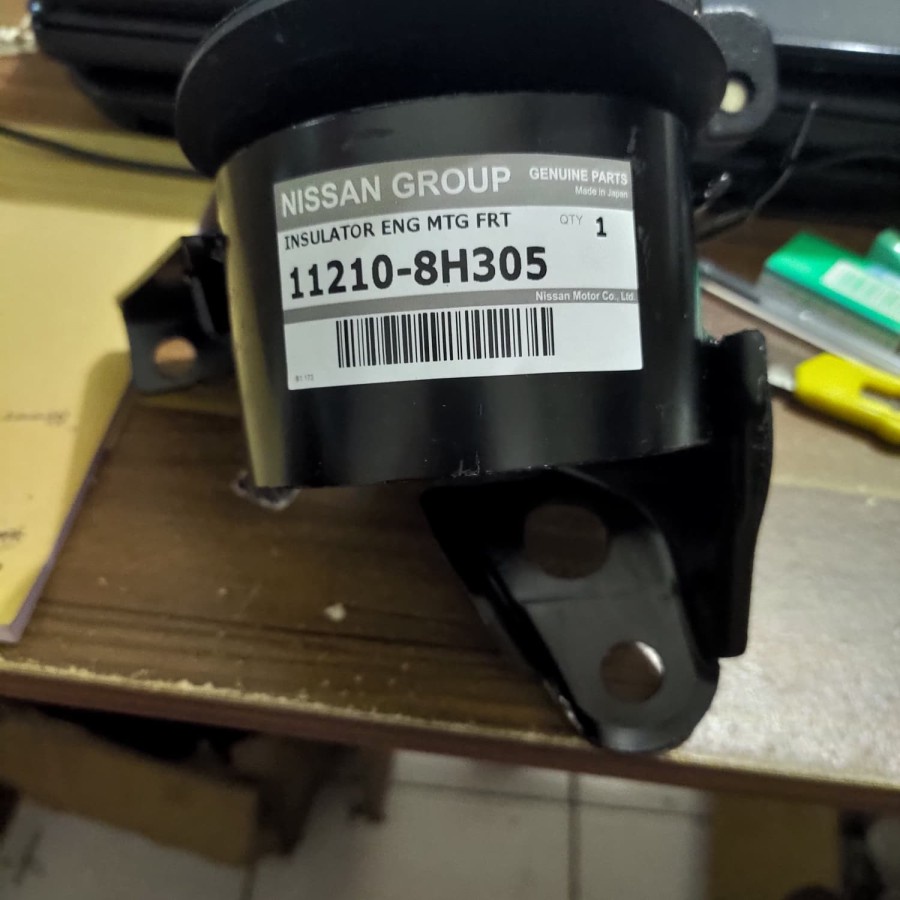 NISSAN GROUP
GENUINE PARTS
Made in Japan
INSULATOR ENG MTG FRT
QTY 1
11210-8H305
Nissan Motor Co., Ltd.